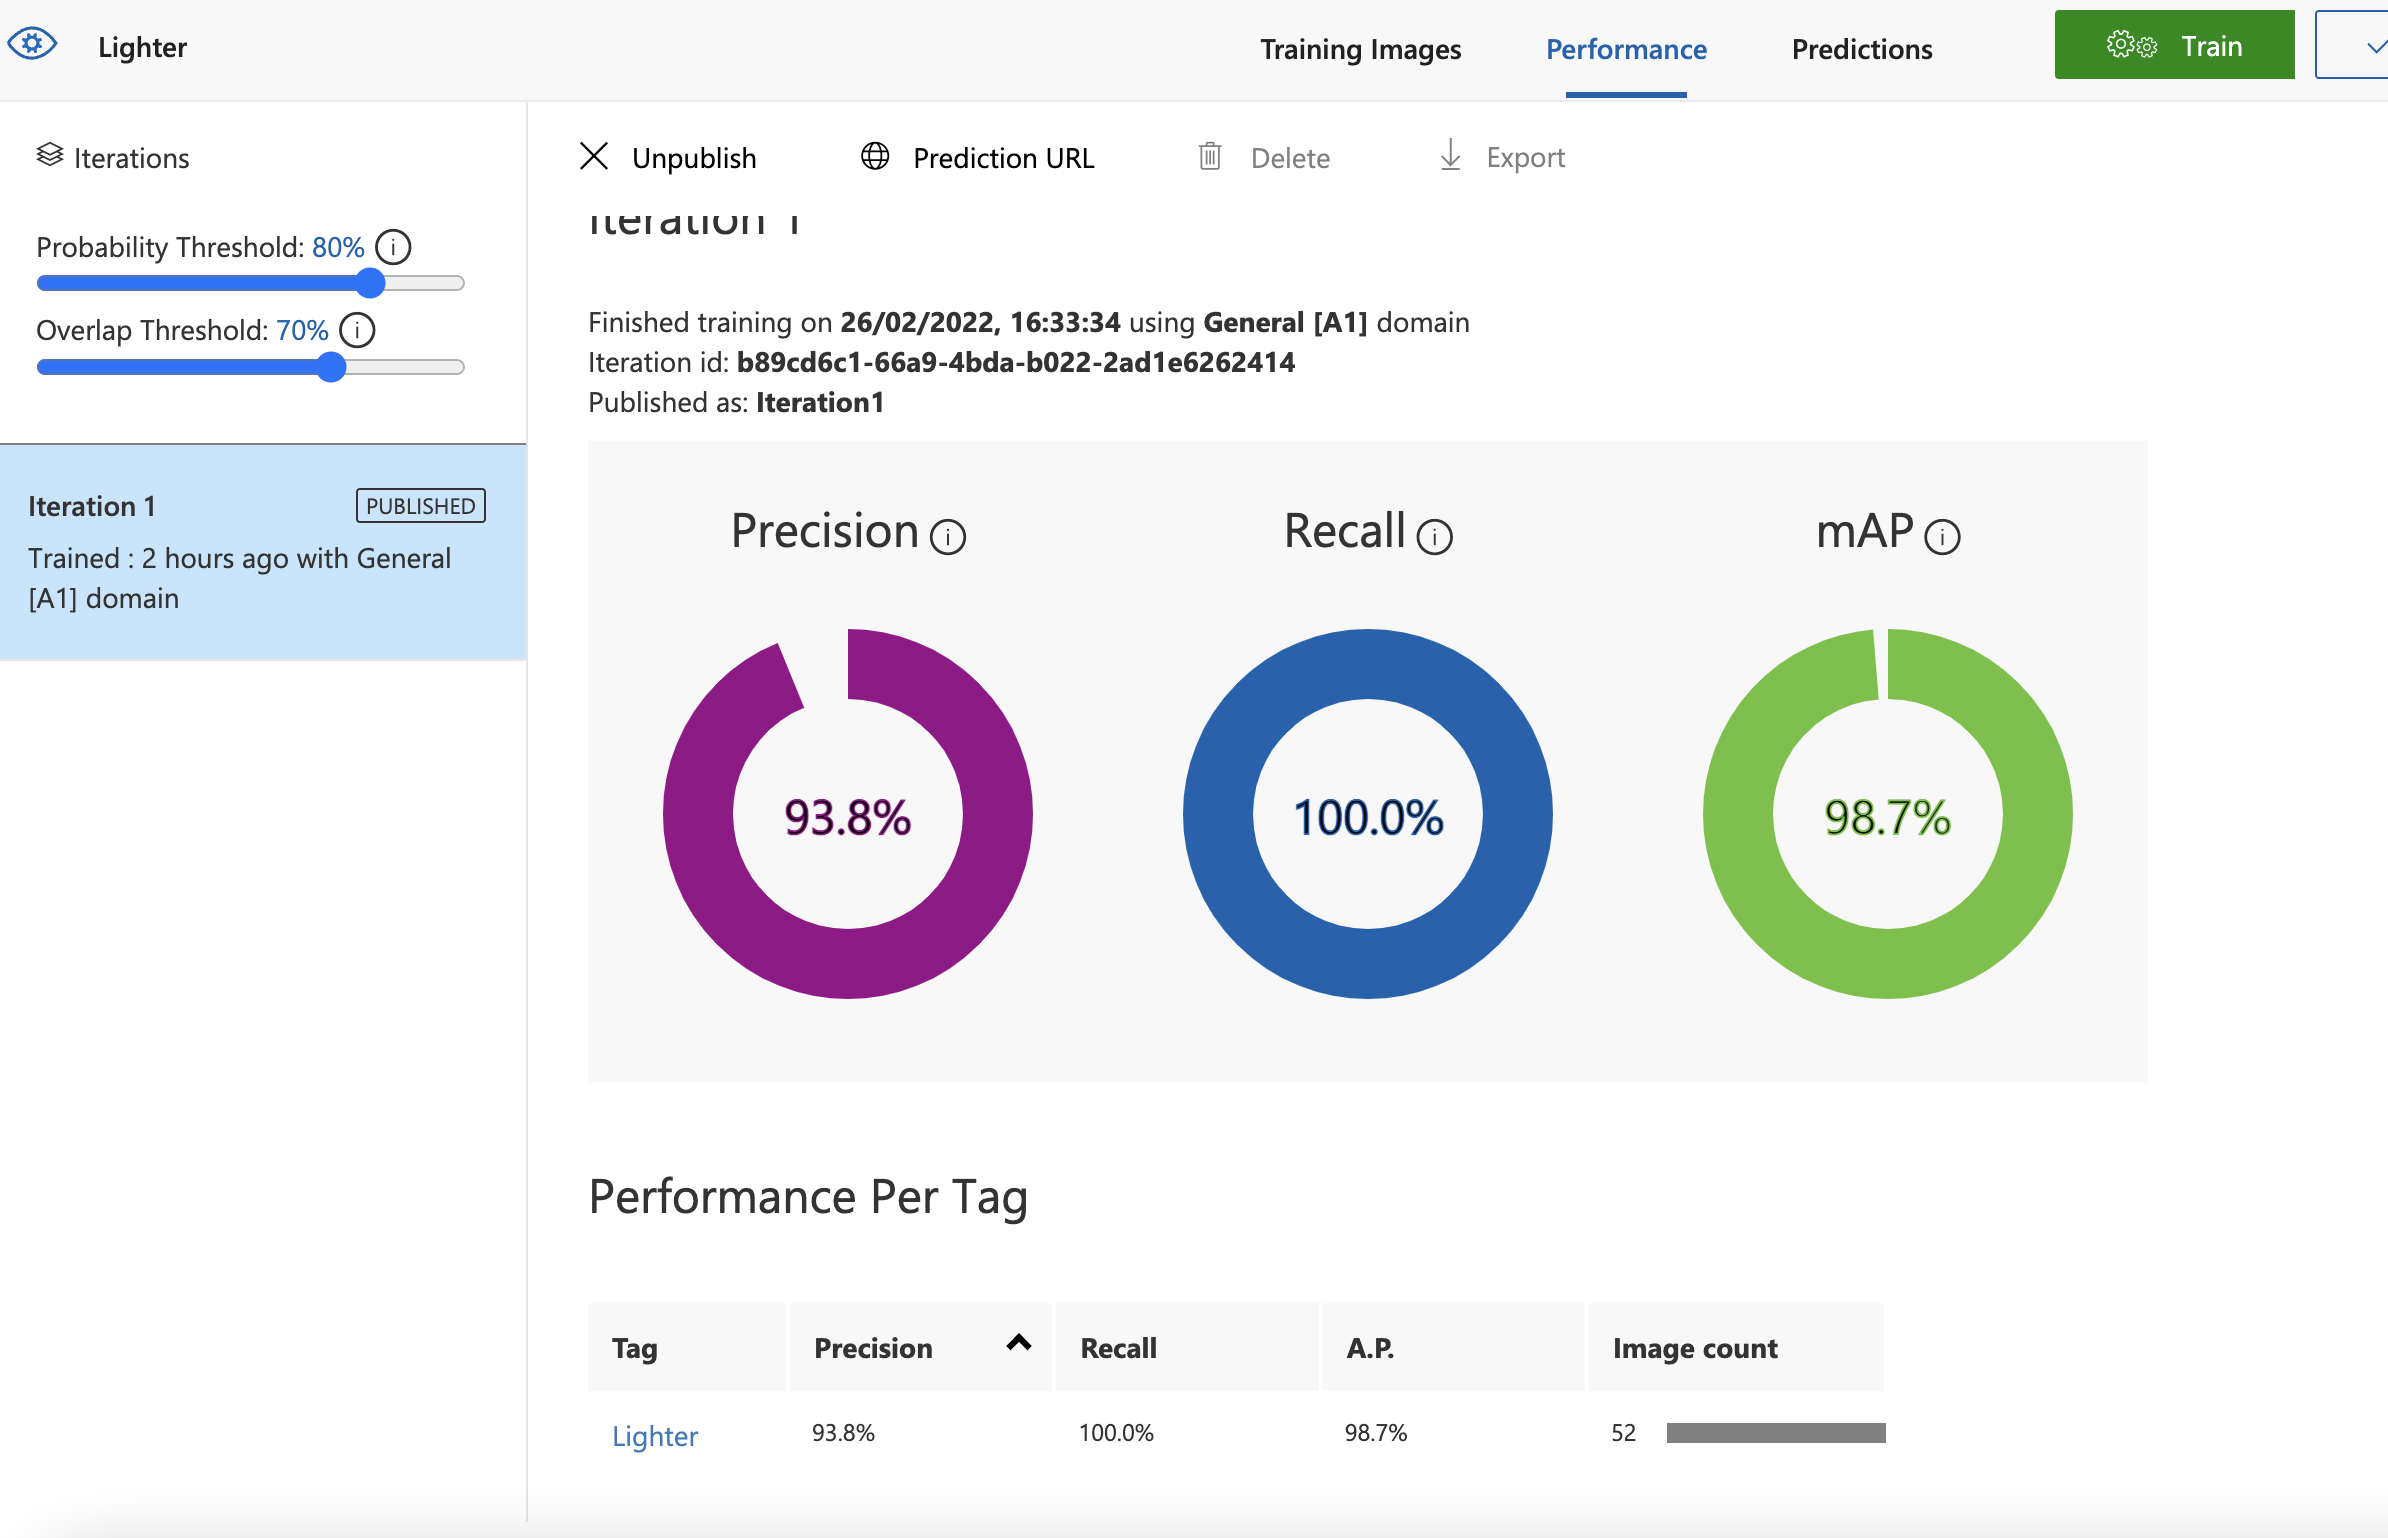 Lighter
Training Images
Performance
Predictions
Train
Iterations
Probability Threshold: 80%
Overlap Threshold: 70%
Iteration 1
PUBLISHED
Trained : 2 hours ago with General
[A1] domain
Unpublish
Prediction URL
Delete
Export
Iteration 1
Finished training on 26/02/2022, 16:33:34 using General [A1] domain
Iteration id: b89cd6c1-66a9-4bda-b022-2ad1e6262414
Published as: Iteration1
Precision
Recall
mAP
93.8%
100.0%
98.7%
Performance Per Tag
Tag
Precision
Recall
A.P.
Image count
Lighter
93.8%
100.0%
98.7%
52